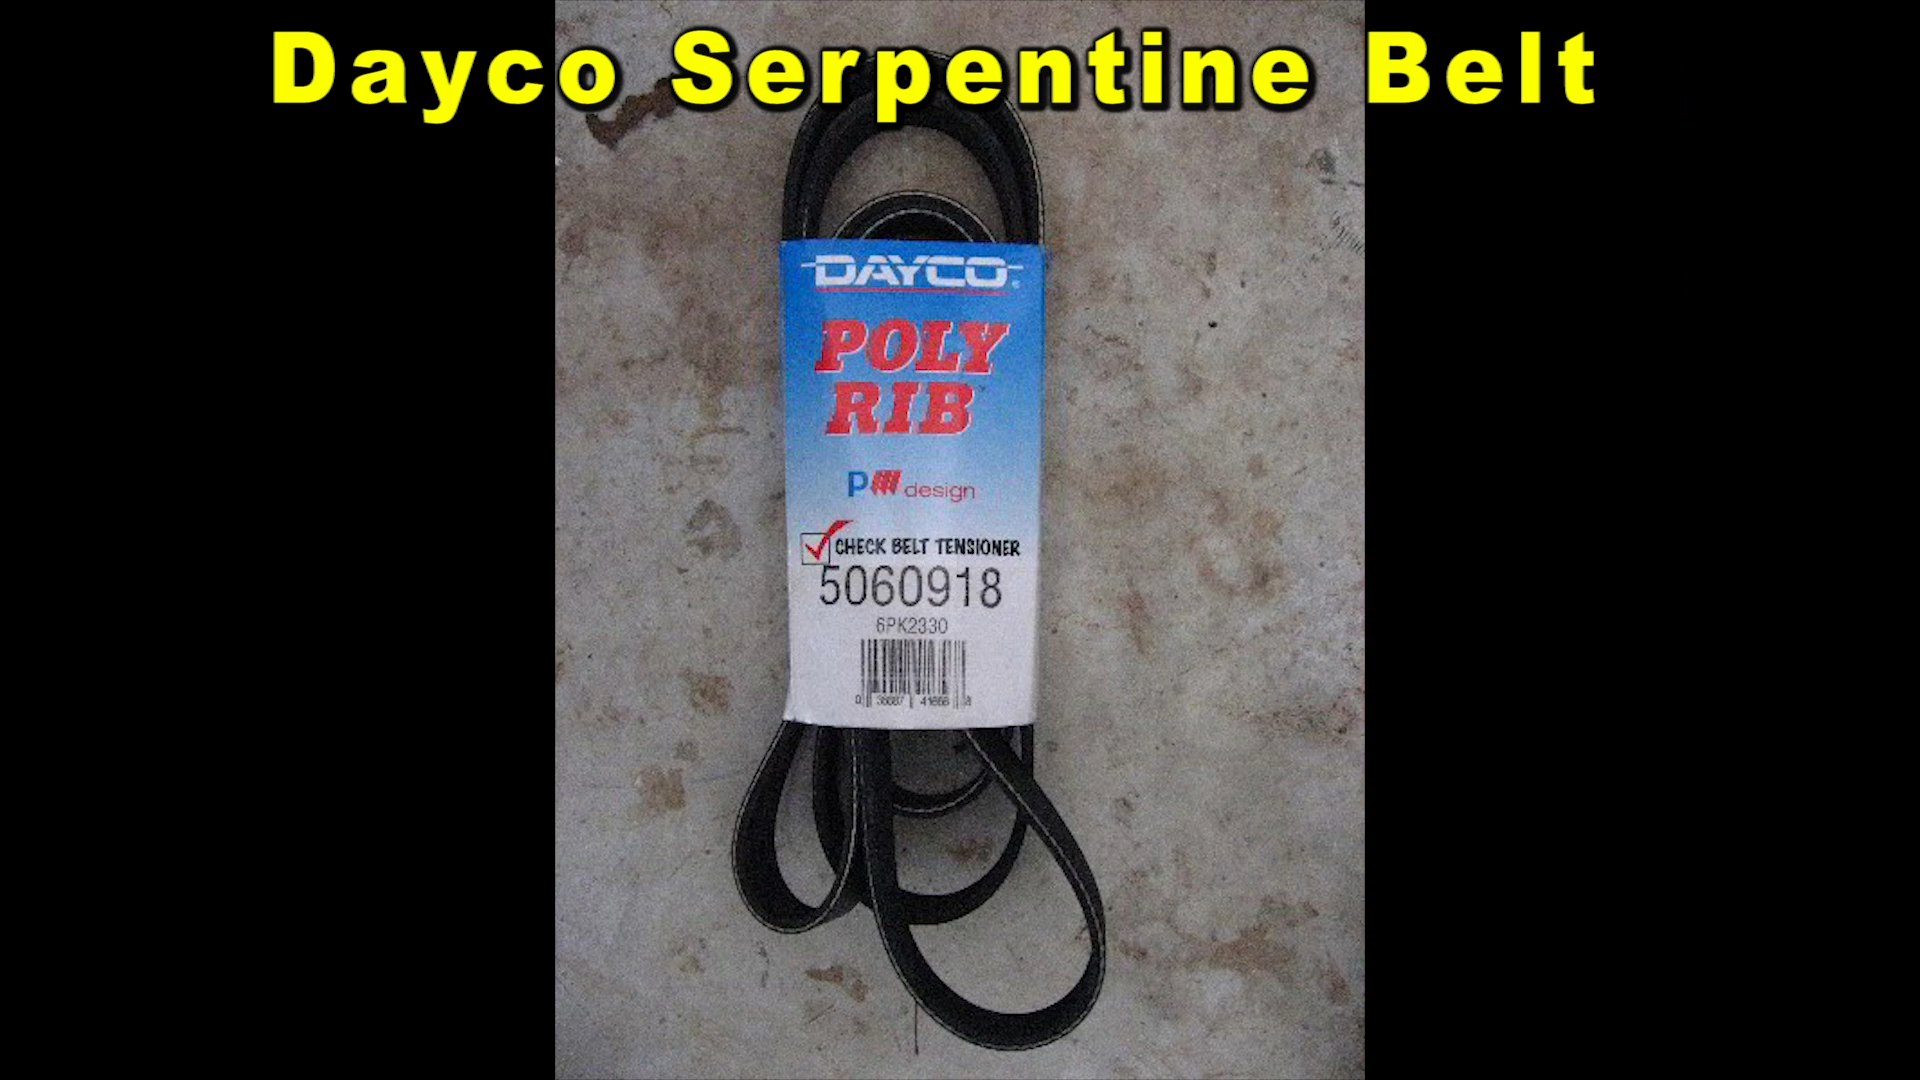 Dayco Serpentine Belt
DAYCO
POLY
RIB
P design
CHECK BELT TENSIONER
5060918
6PK2330